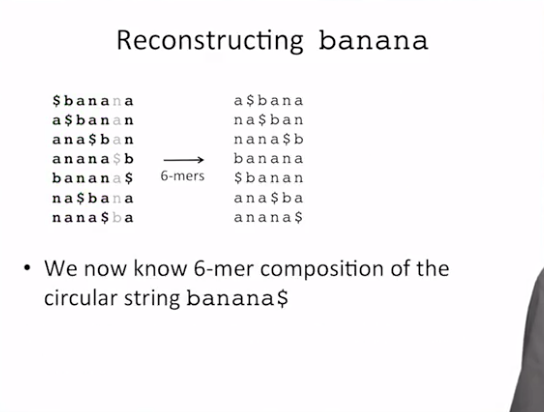 Reconstructing banana
$banana a$bana
a$banan na$ban
ana$ban nana$b
anana$b banana
banana$ 6-mers $banan
na$bana ana$ba
nana$ba anana$
• We now know 6-mer composition of the
circular string banana$